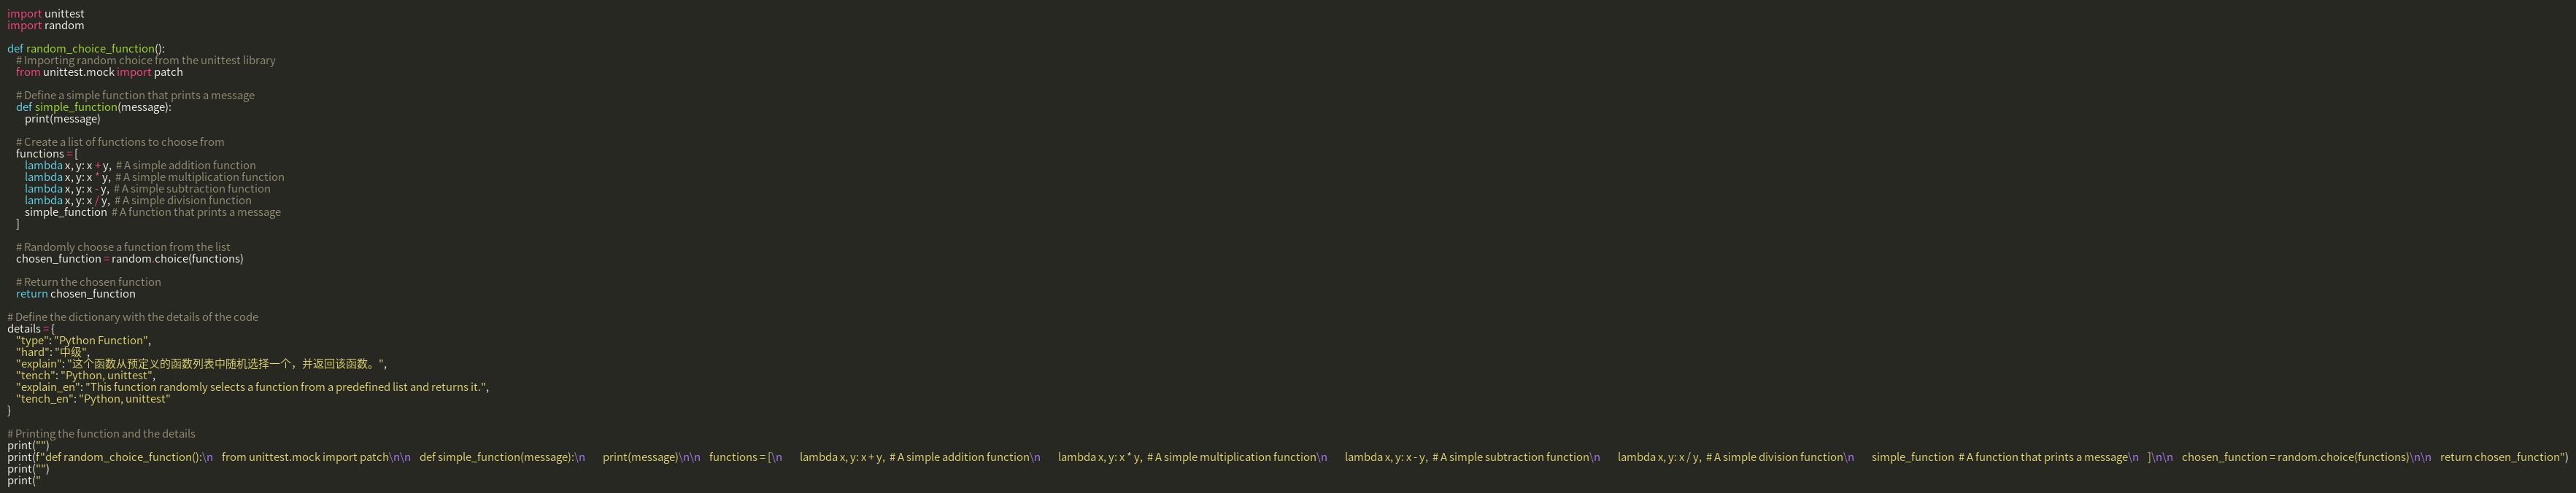 import unittest
import random

def random_choice_function():
    # Importing random choice from the unittest library
    from unittest.mock import patch

    # Define a simple function that prints a message
    def simple_function(message):
        print(message)

    # Create a list of functions to choose from
    functions = [
        lambda x, y: x + y,  # A simple addition function
        lambda x, y: x * y,  # A simple multiplication function
        lambda x, y: x - y,  # A simple subtraction function
        lambda x, y: x / y,  # A simple division function
        simple_function  # A function that prints a message
    ]

    # Randomly choose a function from the list
    chosen_function = random.choice(functions)

    # Return the chosen function
    return chosen_function

# Define the dictionary with the details of the code
details = {
    "type": "Python Function",
    "hard": "中级",
    "explain": "这个函数从预定义的函数列表中随机选择一个，并返回该函数。",
    "tench": "Python, unittest",
    "explain_en": "This function randomly selects a function from a predefined list and returns it.",
    "tench_en": "Python, unittest"
}

# Printing the function and the details
print("")
print(f"def random_choice_function():\n    from unittest.mock import patch\n\n    def simple_function(message):\n        print(message)\n\n    functions = [\n        lambda x, y: x + y,  # A simple addition function\n        lambda x, y: x * y,  # A simple multiplication function\n        lambda x, y: x - y,  # A simple subtraction function\n        lambda x, y: x / y,  # A simple division function\n        simple_function  # A function that prints a message\n    ]\n\n    chosen_function = random.choice(functions)\n\n    return chosen_function")
print("")
print("